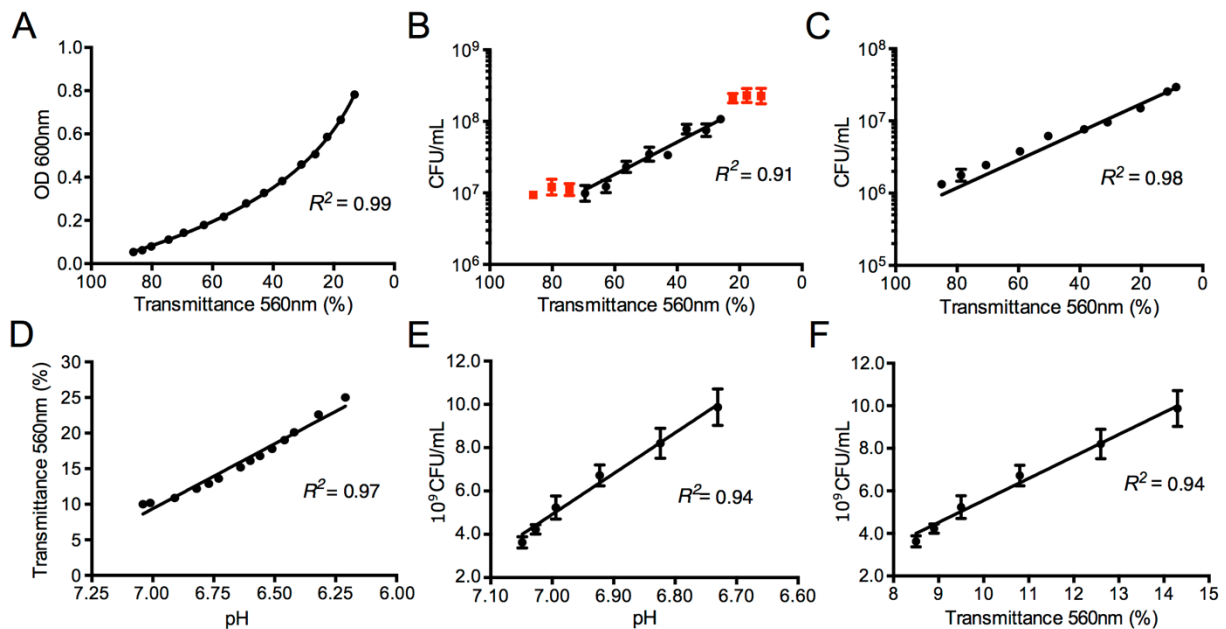 A
B
C
1.0
0.8
0.6
0.4
0.2
0.0
OD 600nm
R² = 0.99
100 80 60 40 20 0
Transmittance 560nm (%)
10⁹
10⁸
10⁷
10⁶
CFU/mL
R² = 0.91
100 80 60 40 20 0
Transmittance 560nm (%)
10⁸
10⁷
10⁶
10⁵
CFU/mL
R² = 0.98
100 80 60 40 20 0
Transmittance 560nm (%)
D
E
F
30
25
20
15
10
5
0
Transmittance 560nm (%)
R² = 0.97
7.25 7.00 6.75 6.50 6.25 6.00
pH
12.0
10.0
8.0
6.0
4.0
2.0
10⁹ CFU/mL
R² = 0.94
7.10 7.00 6.90 6.80 6.70 6.60
pH
12.0
10.0
8.0
6.0
4.0
2.0
10⁹ CFU/mL
R² = 0.94
8 9 10 11 12 13 14 15
Transmittance 560nm (%)